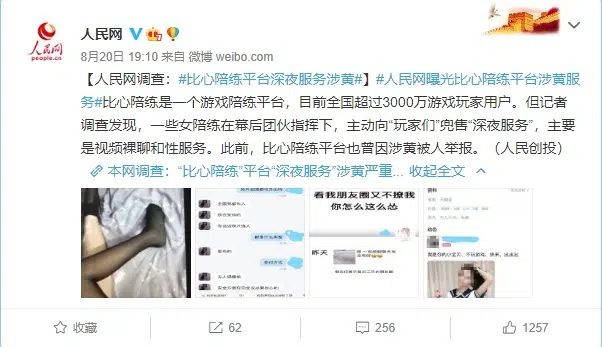 人民网
人民网
people.cn
8月20日 19:10 来自 微博 weibo.com
【人民网调查：#比心陪练平台深夜服务涉黄#】#人民网曝光比心陪练平台涉黄服
务#比心陪练是一个游戏陪练平台，目前全国超过3000万游戏玩家用户。但记者
调查发现，一些女陪练在幕后团伙指挥下，主动向“玩家们”兜售“深夜服务”，主要
是视频裸聊和性服务。此前，比心陪练平台也曾因涉黄被人举报。（人民创投）
本网调查：“比心陪练”平台“深夜服务”涉黄严重... 收起全文
看我朋友圈又不撩我
你怎么这么怂
昨天
收藏
62
256
1257